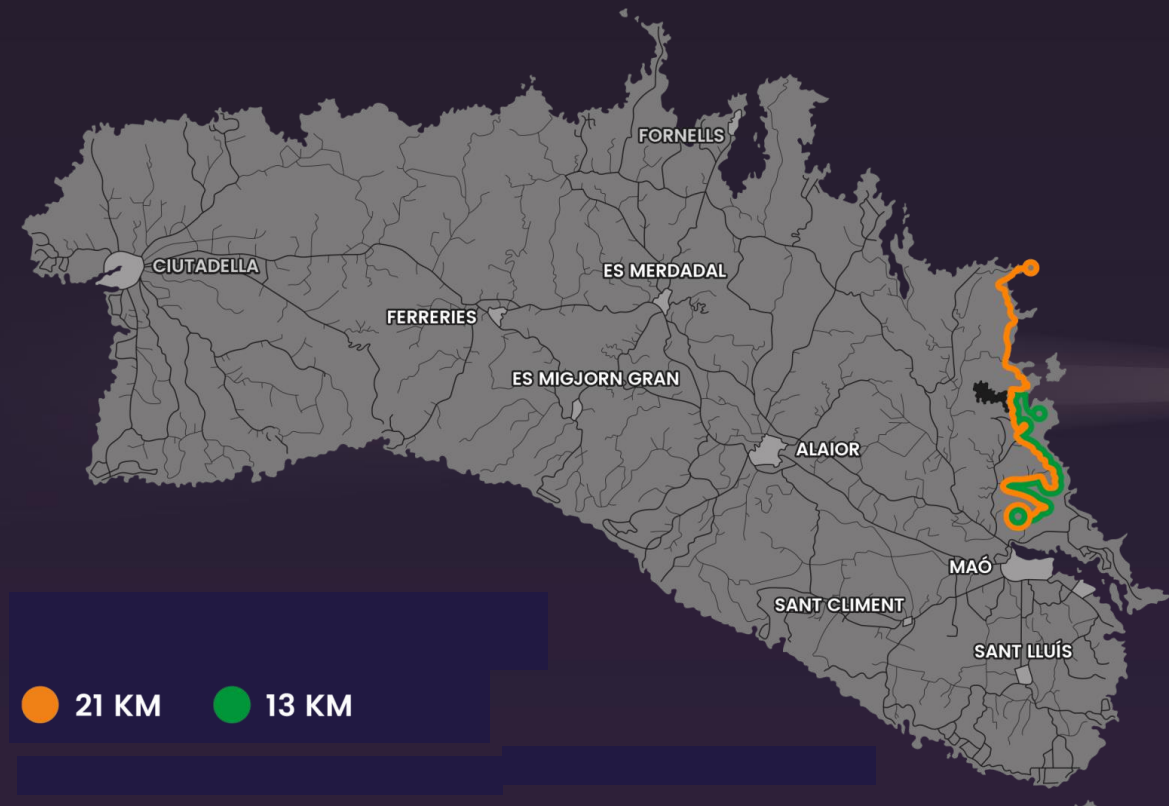 FORNELLS
CIUTADELLA
ES MERDADAL
FERRERIES
ES MIGJORN GRAN
ALAIOR
MAÓ
SANT CLIMENT
SANT LLUÍS
21 KM
13 KM